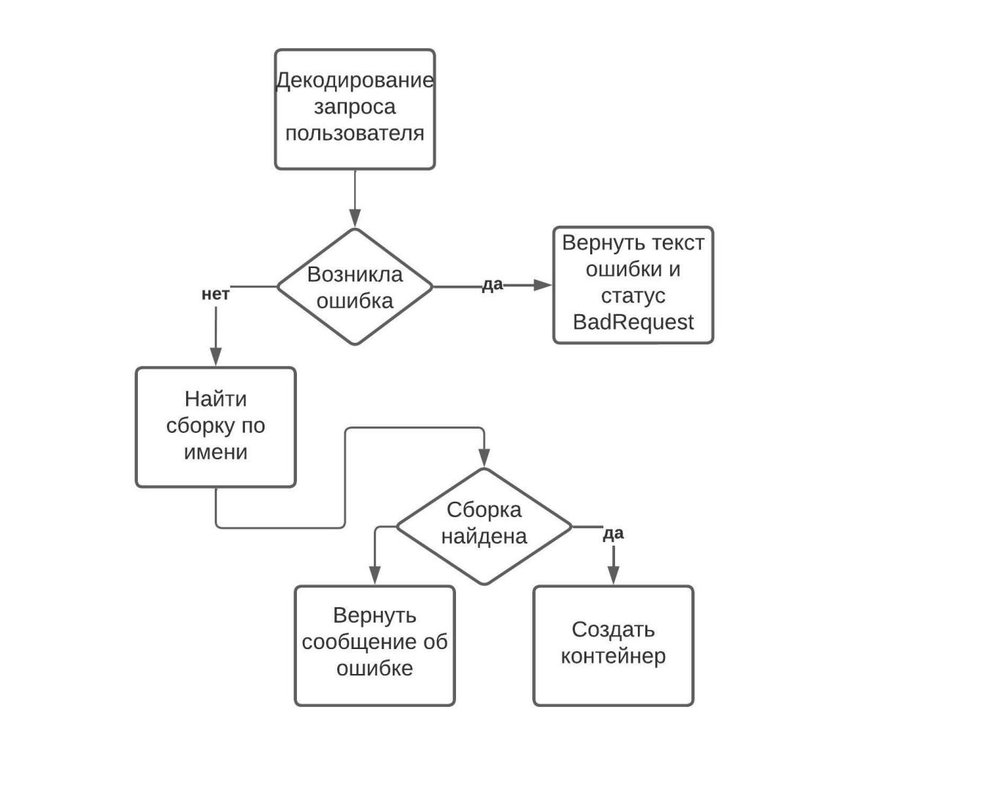 Декодирование
запроса
пользователя
Возникла
ошибка
да
нет
Вернуть текст
ошибки и
статус
BadRequest
Найти
сборку по
имени
Сборка
найдена
да
Вернуть
сообщение об
ошибке
Создать
контейнер